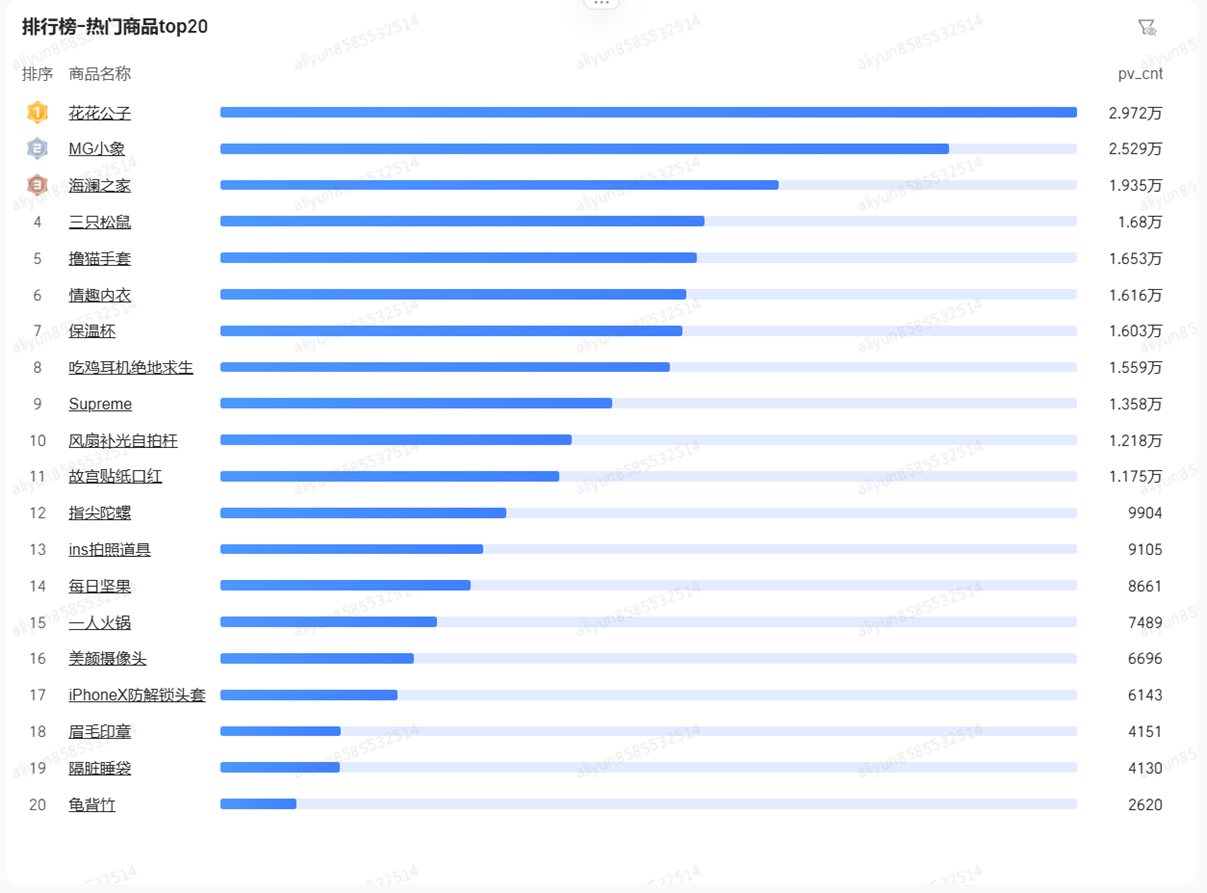 排行榜-热门商品top20
排序 商品名称 pv_cnt
1 花花公子 2.972万
2 MG小象 2.529万
3 海澜之家 1.935万
4 三只松鼠 1.68万
5 撸猫手套 1.653万
6 情趣内衣 1.616万
7 保温杯 1.603万
8 吃鸡耳机绝地求生 1.559万
9 Supreme 1.358万
10 风扇补光自拍杆 1.218万
11 故宫贴纸口红 1.175万
12 指尖陀螺 9904
13 ins拍照道具 9105
14 每日坚果 8661
15 一人火锅 7489
16 美颜摄像头 6696
17 iPhoneX防解锁头套 6143
18 眉毛印章 4151
19 隔脏睡袋 4130
20 龟背竹 2620
aliyun8585532514